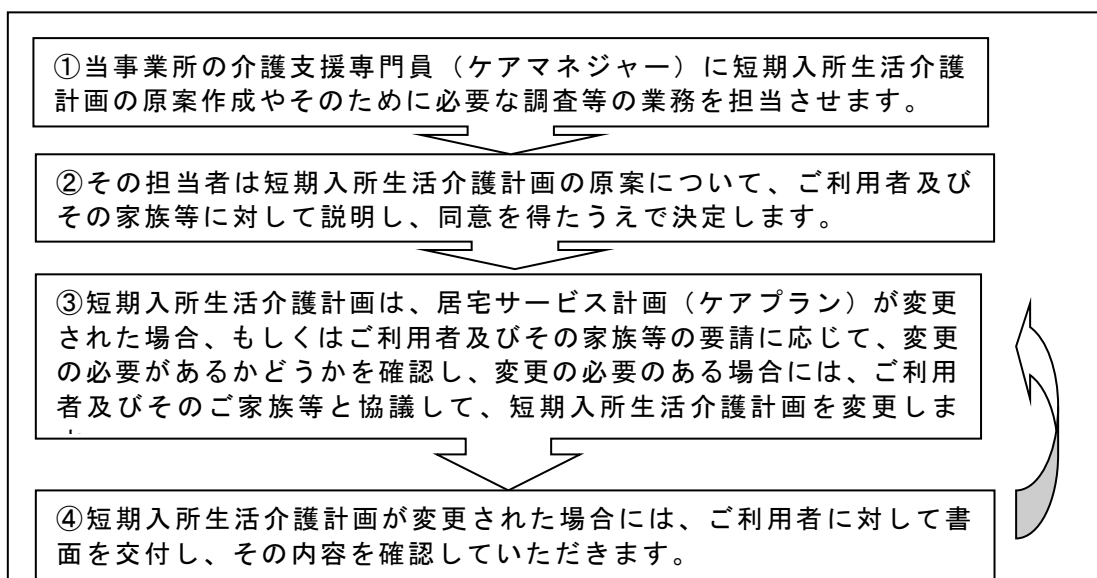 ①当事業所の介護支援専門員（ケアマネジャー）に短期入所生活介護
計画の原案作成やそのために必要な調査等の業務を担当させます。
②その担当者は短期入所生活介護計画の原案について、ご利用者及び
その家族等に対して説明し、同意を得たうえで決定します。
③短期入所生活介護計画は、居宅サービス計画（ケアプラン）が変更
された場合、もしくはご利用者及びその家族等の要請に応じて、変更
の必要があるかどうかを確認し、変更の必要のある場合には、ご利用
者及びそのご家族等と協議して、短期入所生活介護計画を変更しま
④短期入所生活介護計画が変更された場合には、ご利用者に対して書
面を交付し、その内容を確認していただきます。